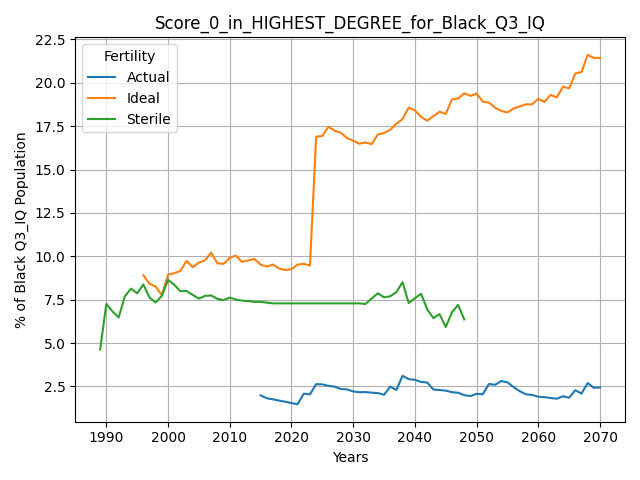 Score_0_in_HIGHEST_DEGREE_for_Black_Q3_IQ
Fertility
Actual
Ideal
Sterile
% of Black Q3_IQ Population
22.5
20.0
17.5
15.0
12.5
10.0
7.5
5.0
2.5
1990 2000 2010 2020 2030 2040 2050 2060 2070
Years